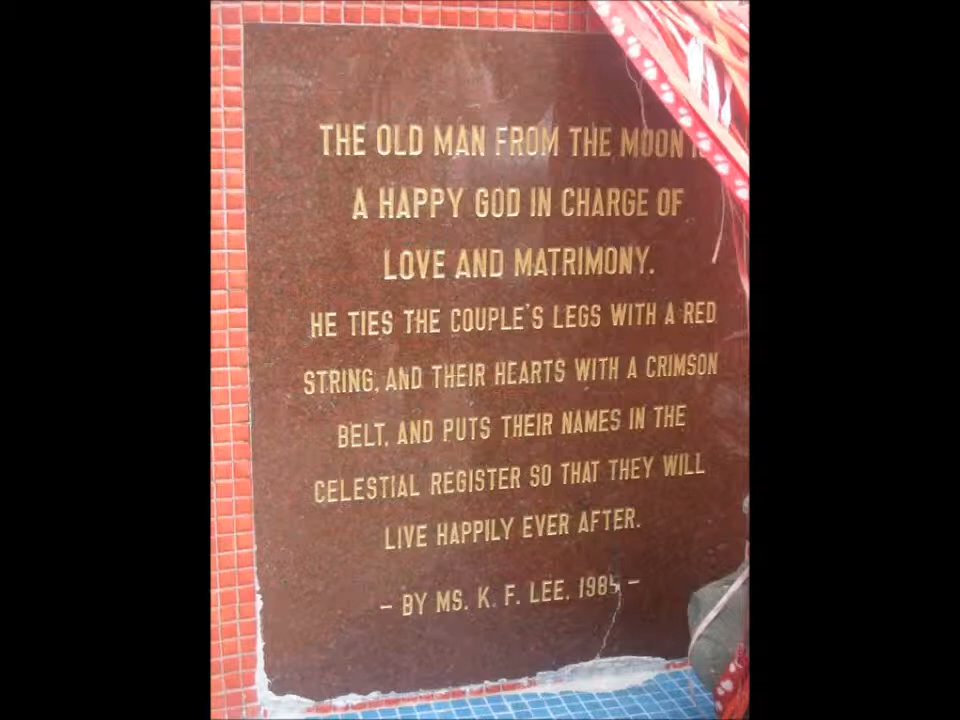 THE OLD MAN FROM THE MOON IS
A HAPPY GOD IN CHARGE OF
LOVE AND MATRIMONY.
HE TIES THE COUPLE'S LEGS WITH A RED
STRING, AND THEIR HEARTS WITH A CRIMSON
BELT, AND PUTS THEIR NAMES IN THE
CELESTIAL REGISTER SO THAT THEY WILL
LIVE HAPPILY EVER AFTER.
– BY MS. K. F. LEE, 1985 –